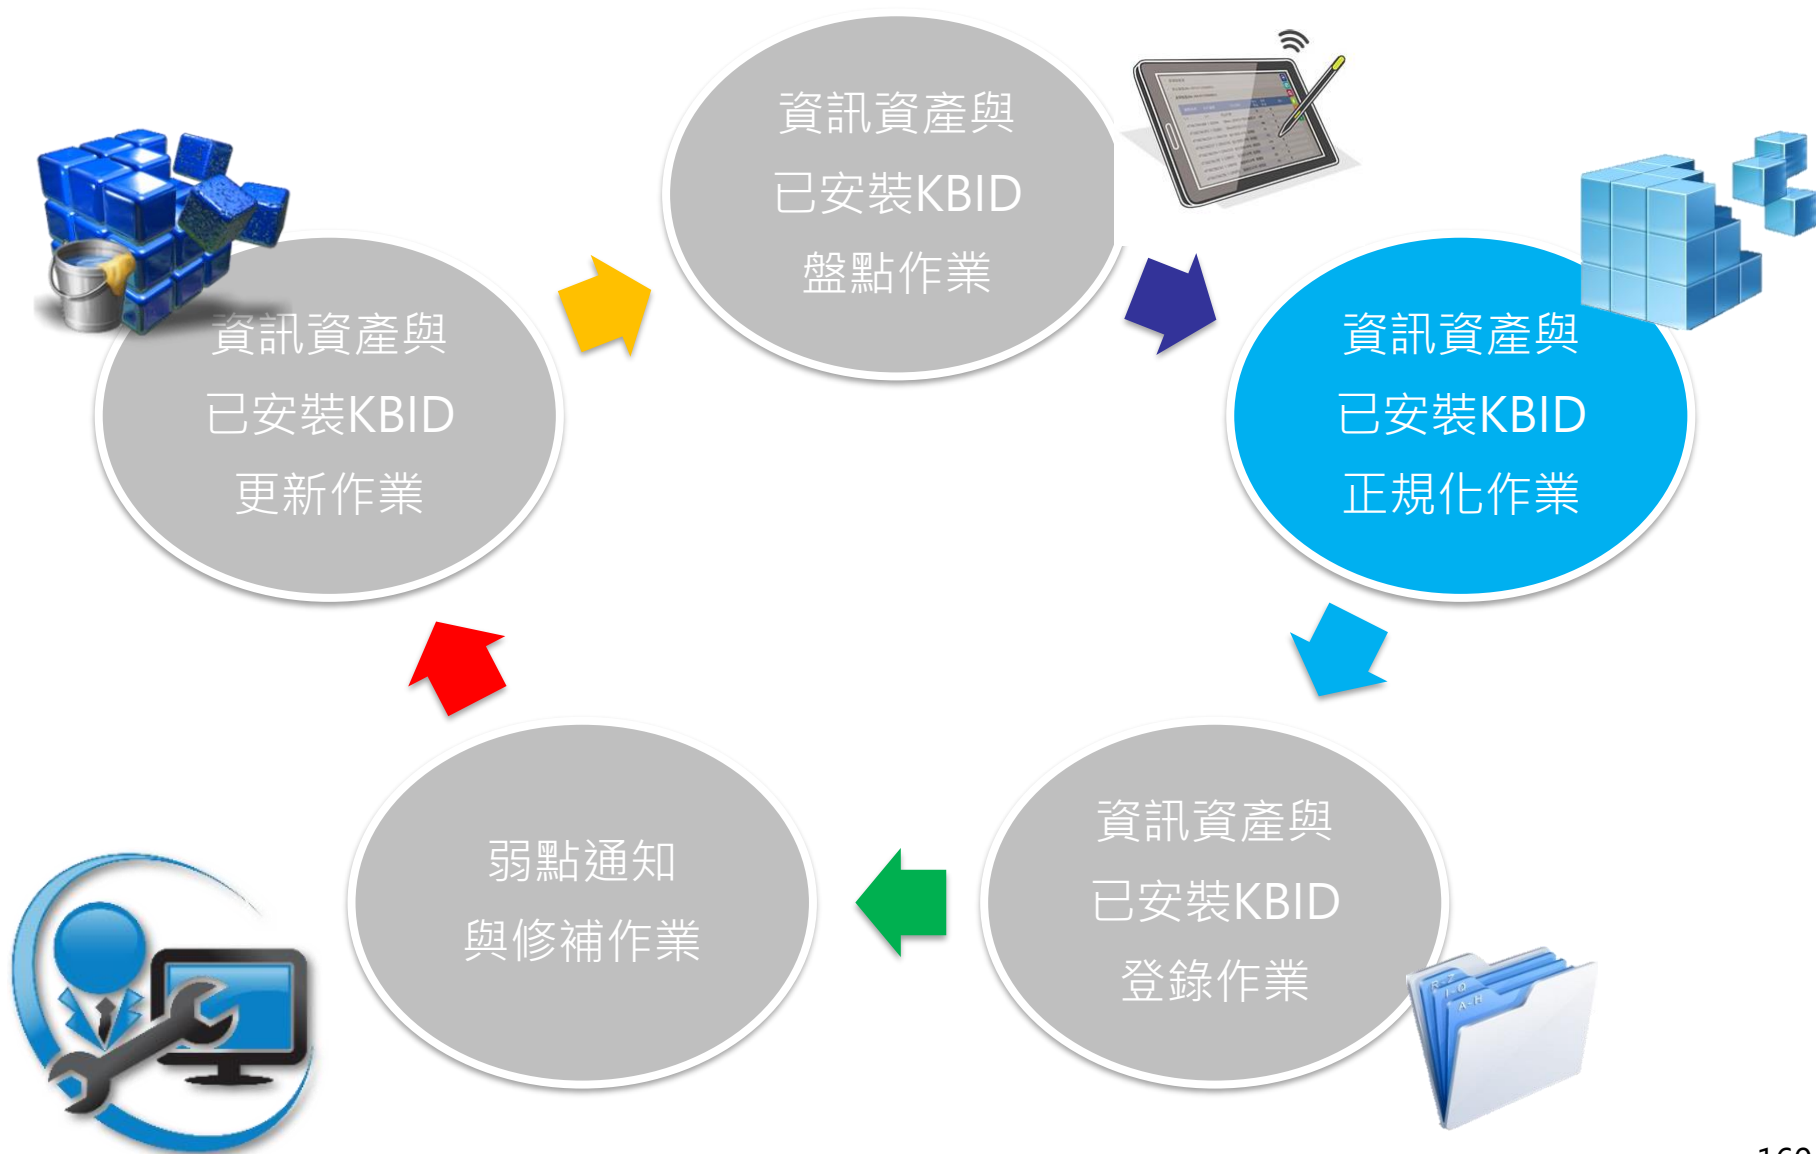 資訊資產與
已安裝KBID
盤點作業
資訊資產與
已安裝KBID
正規化作業
資訊資產與
已安裝KBID
登錄作業
弱點通知
與修補作業
資訊資產與
已安裝KBID
更新作業
R-Z
I-Q
A-H